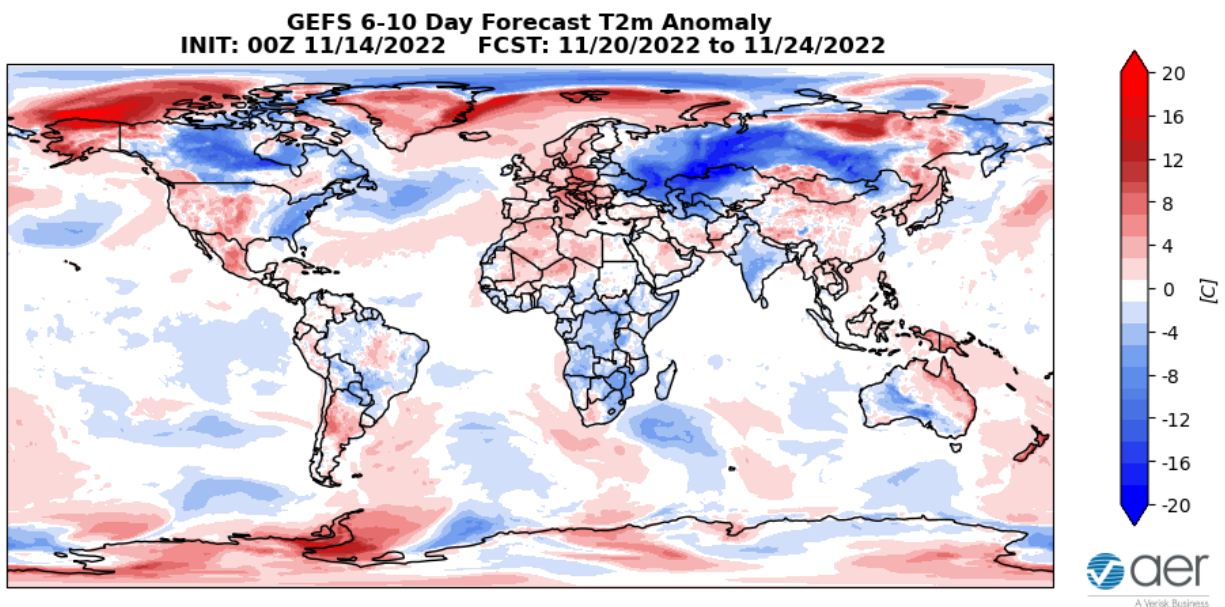 GEFS 6-10 Day Forecast T2m Anomaly
INIT: 00Z 11/14/2022 FCST: 11/20/2022 to 11/24/2022
20
16
12
8
4
0
-4
-8
-12
-16
-20
[C]
aer
A Verisk Business